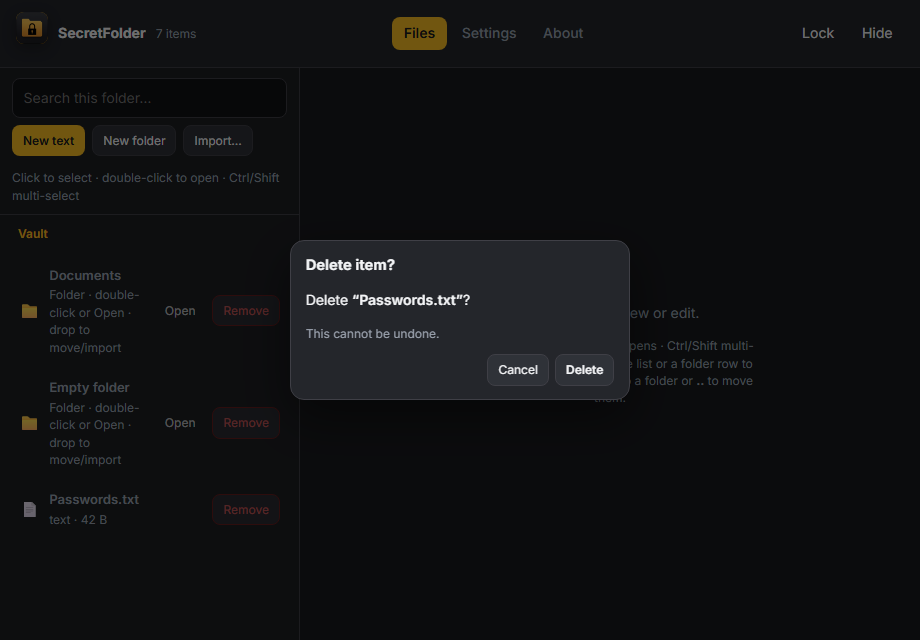 SecretFolder 7 items
Files Settings About
Lock Hide
Search this folder...
New text New folder Import...
Click to select · double-click to open · Ctrl/Shift
multi-select
Vault
Documents
Folder · double-
click or Open ·
drop to
move/import
Open Remove
Empty folder
Folder · double-
click or Open ·
drop to
move/import
Open Remove
Passwords.txt
text · 42 B
Remove
Delete item?
Delete “Passwords.txt”?
This cannot be undone.
Cancel Delete
or edit.
· Ctrl/Shift multi-
list or a folder row to
a folder or .. to move